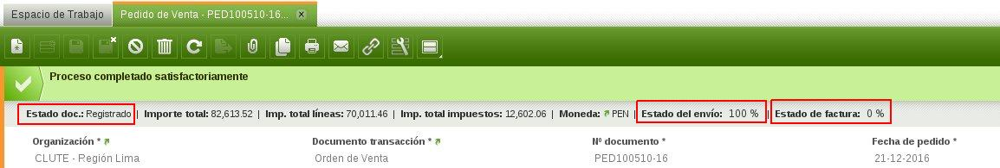 Espacio de Trabajo Pedido de Venta - PED100510-16...
Proceso completado satisfactoriamente
Estado doc.: Registrado | Importe total: 82,613.52 | Imp. total líneas: 70,011.46 | Imp. total impuestos: 12,602.06 | Moneda: PEN | Estado del envío: 100 % | Estado de factura: 0 %
Organización * Documento transacción * Nº documento * Fecha de pedido *
CLUTE - Región Lima Orden de Venta PED100510-16 21-12-2016